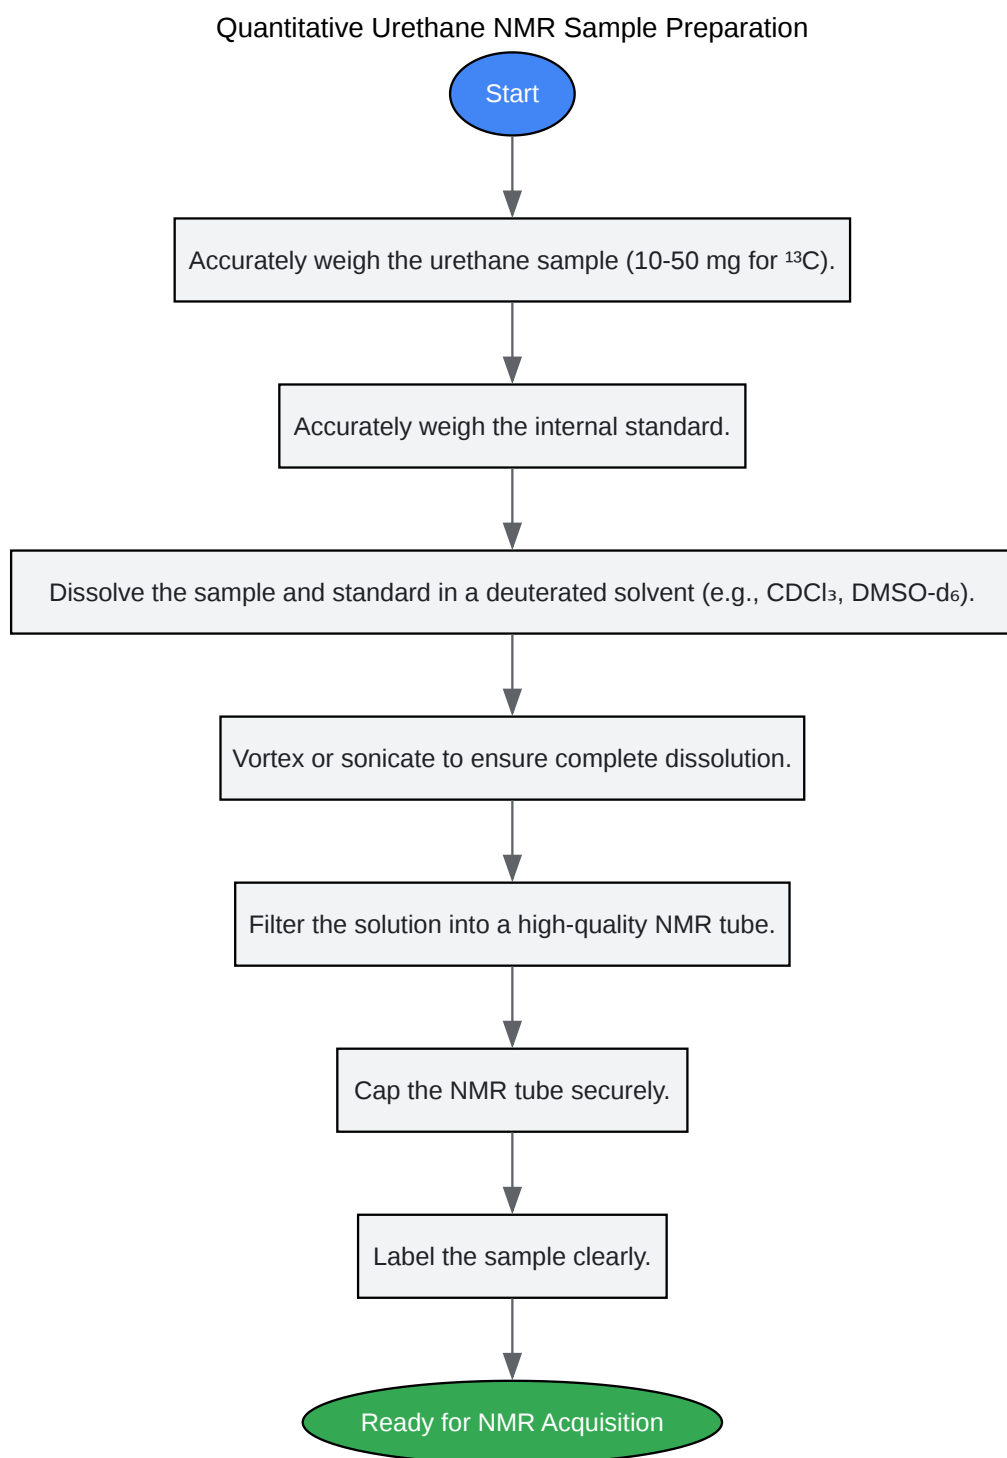 Quantitative Urethane NMR Sample Preparation
Start
Accurately weigh the urethane sample (10-50 mg for ¹³C).
Accurately weigh the internal standard.
Dissolve the sample and standard in a deuterated solvent (e.g., CDCl₃, DMSO-d₆).
Vortex or sonicate to ensure complete dissolution.
Filter the solution into a high-quality NMR tube.
Cap the NMR tube securely.
Label the sample clearly.
Ready for NMR Acquisition